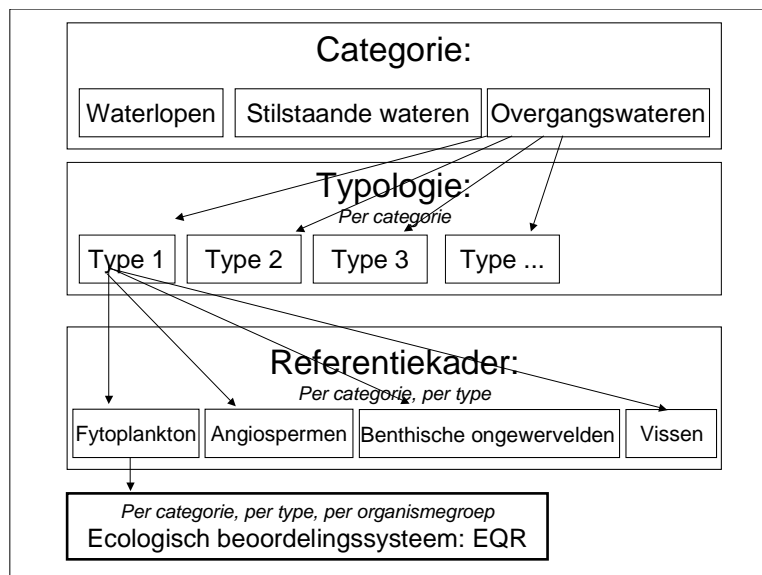 Categorie:
Waterlopen Stilstaande wateren Overgangswateren
Typologie:
Per categorie
Type 1 Type 2 Type 3 Type ...
Referentiekader:
Per categorie, per type
Fytoplankton Angiospermen Benthische ongewervelden Vissen
Per categorie, per type, per organismegroep
Ecologisch beoordelingssysteem: EQR